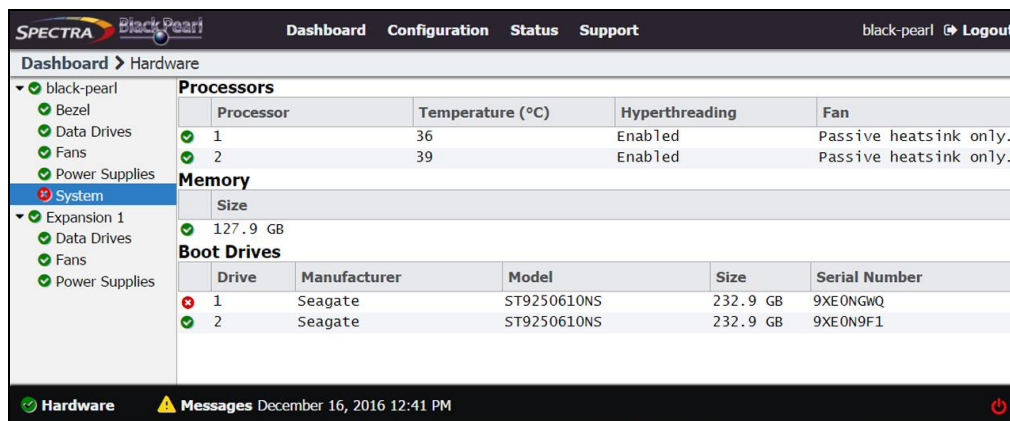 SPECTRA BlackPearl Dashboard Configuration Status Support black-pearl Logout
Dashboard > Hardware
black-pearl
Bezel
Data Drives
Fans
Power Supplies
System
Expansion 1
Data Drives
Fans
Power Supplies
Processors
Processor Temperature (°C) Hyperthreading Fan
1 36 Enabled Passive heatsink only.
2 39 Enabled Passive heatsink only.
Memory
Size
127.9 GB
Boot Drives
Drive Manufacturer Model Size Serial Number
1 Seagate ST9250610NS 232.9 GB 9XE0NGWQ
2 Seagate ST9250610NS 232.9 GB 9XE0N9F1
Hardware Messages December 16, 2016 12:41 PM